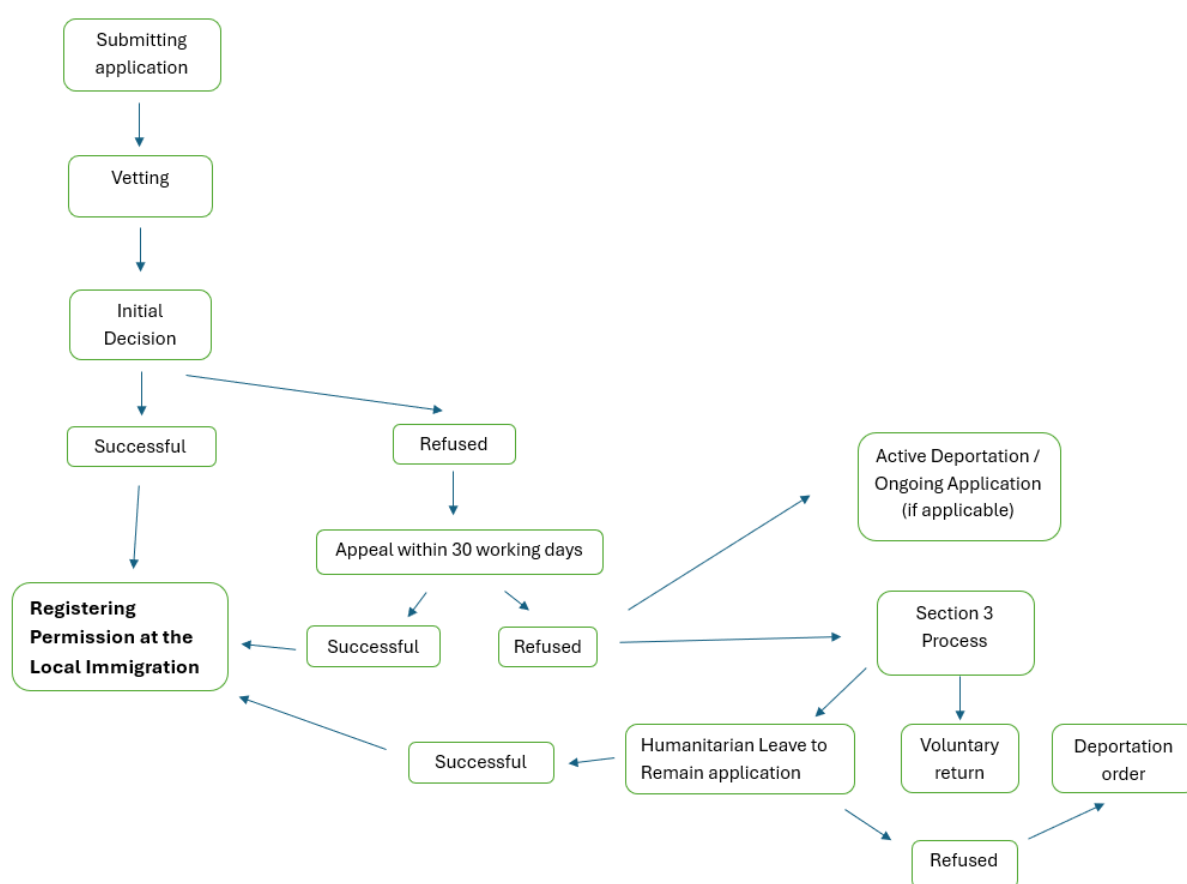 Submitting
application
Vetting
Initial
Decision
Successful
Refused
Active Deportation /
Ongoing Application
(if applicable)
Appeal within 30 working days
Registering
Permission at the
Local Immigration
Successful
Refused
Section 3
Process
Successful
Humanitarian Leave to
Remain application
Voluntary
return
Deportation
order
Refused